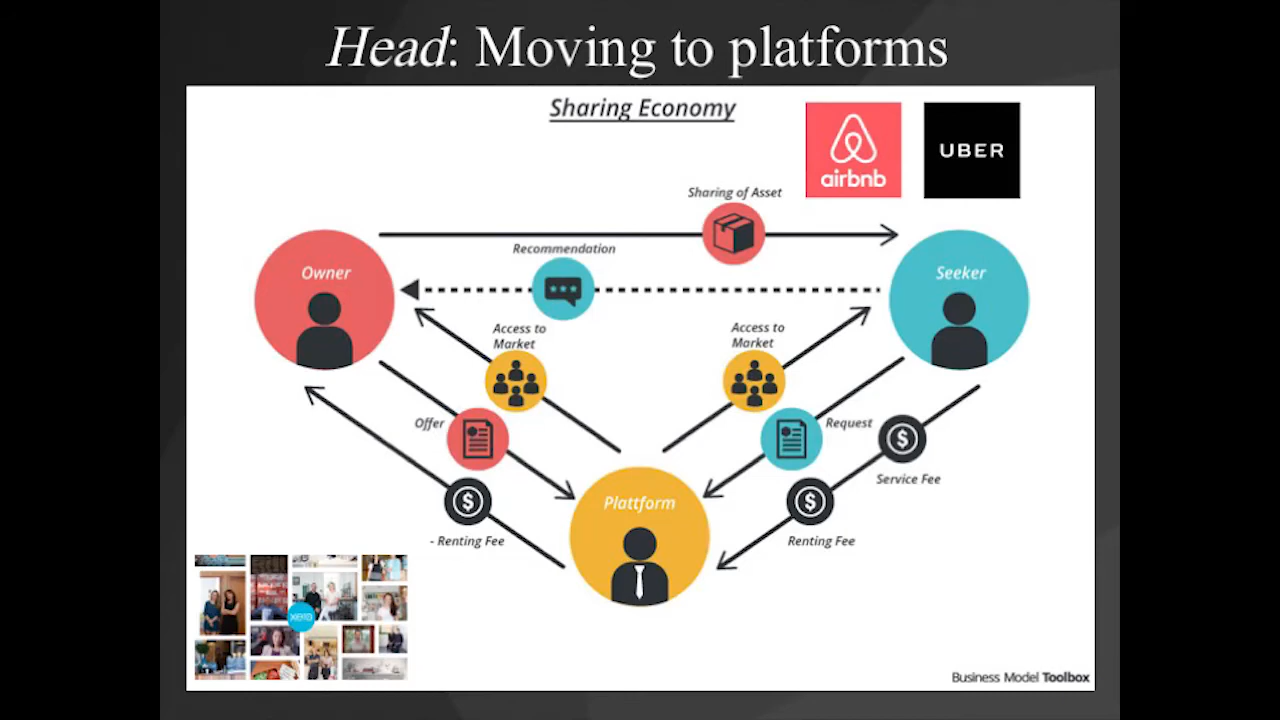 Head: Moving to platforms
Sharing Economy
airbnb
UBER
Sharing of Asset
Recommendation
Owner
Seeker
Access to
Market
Access to
Market
Offer
Request
Service Fee
Plattform
- Renting Fee
Renting Fee
xero
Business Model Toolbox